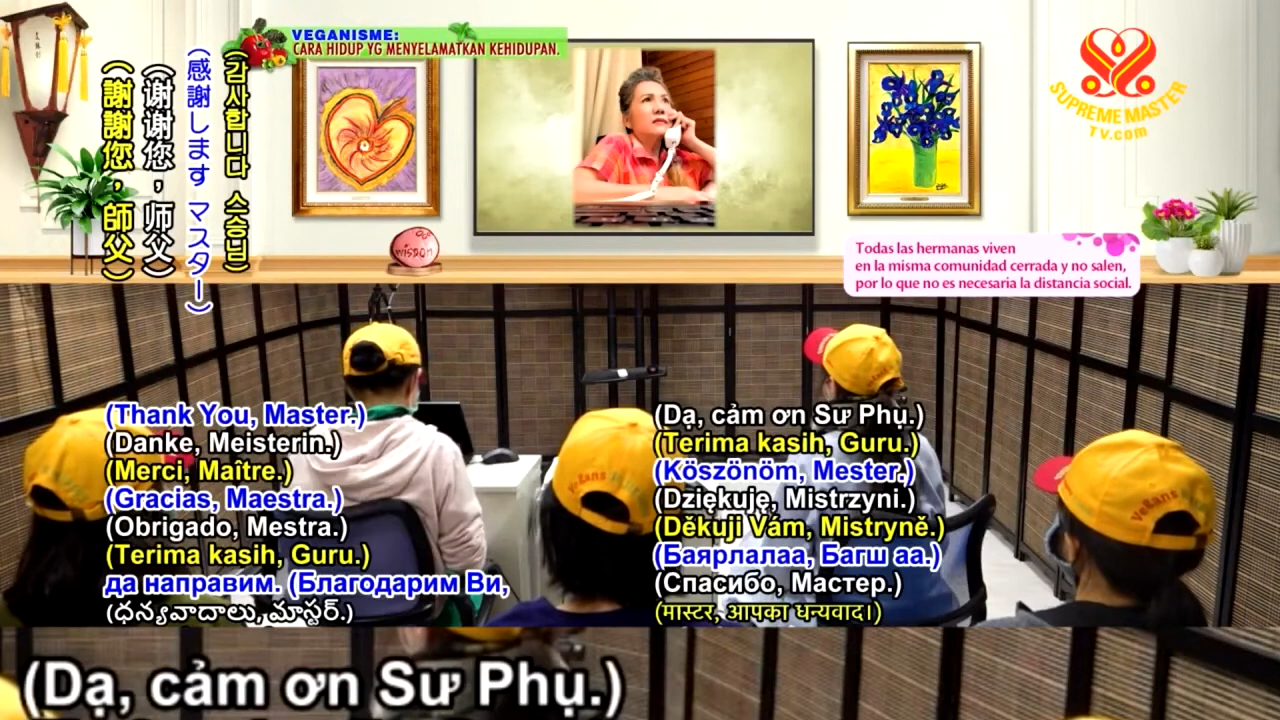 VEGANISME:
CARA HIDUP YG MENYELAMATKAN KEHIDUPAN.
SUPREME MASTER
TV.com
(감사합니다 스승님)
(感謝します マスター)
(谢谢您，师父)
(謝謝您，師父)
wisdom
Todas las hermanas viven
en la misma comunidad cerrada y no salen,
por lo que no es necesaria la distancia social.
(Thank You, Master.)
(Danke, Meisterin.)
(Merci, Maître.)
(Gracias, Maestra.)
(Obrigado, Mestra.)
(Terima kasih, Guru.)
да направим. (Благодарим Ви,
(ధన్యవాదాలు, మాస్టర్.)
(Dạ, cảm ơn Sư Phụ.)
(Terima kasih, Guru.)
(Köszönöm, Mester.)
(Dziękuję, Mistrzyni.)
(Děkuji Vám, Mistryně.)
(Баярлалаа, Багш аа.)
(Спасибо, Мастер.)
(मास्टर, आपका धन्यवाद।)
(Dạ, cảm ơn Sư Phụ.)